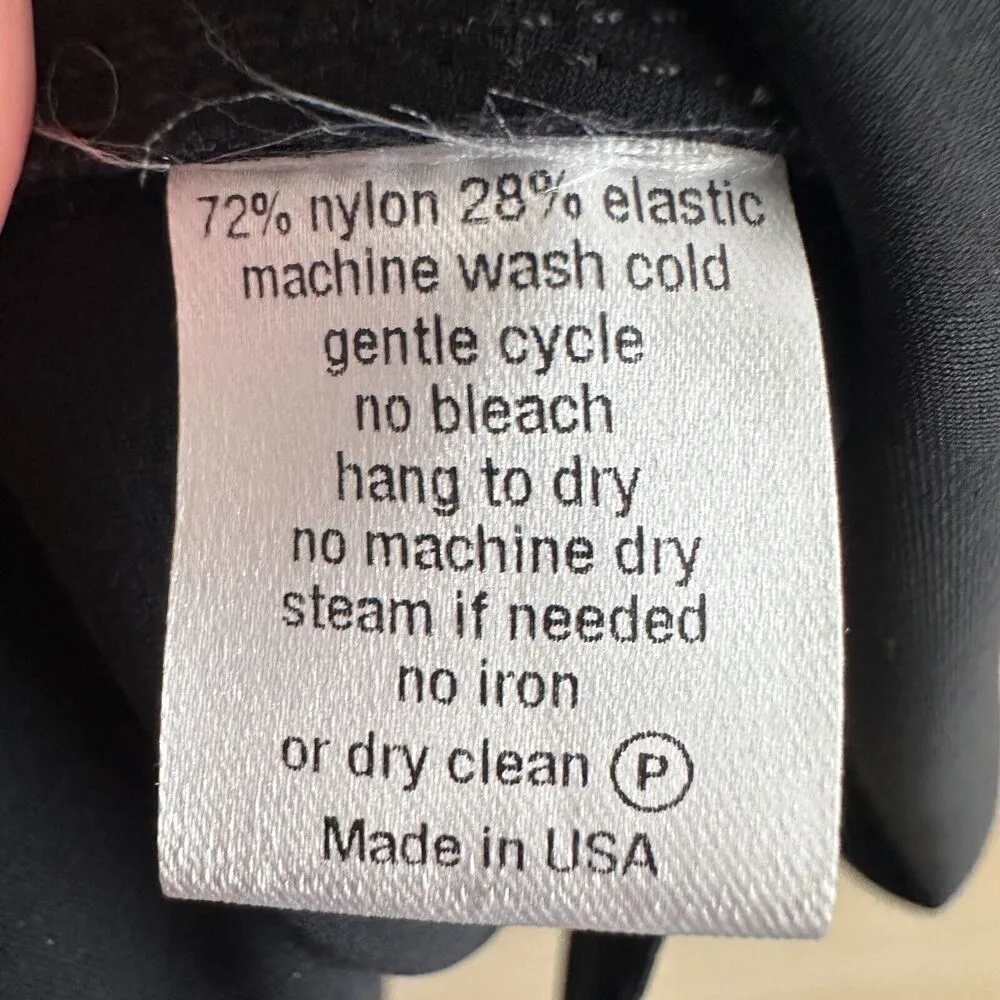 72% nylon 28% elastic
machine wash cold
gentle cycle
no bleach
hang to dry
no machine dry
steam if needed
no iron
or dry clean Ⓟ
Made in USA